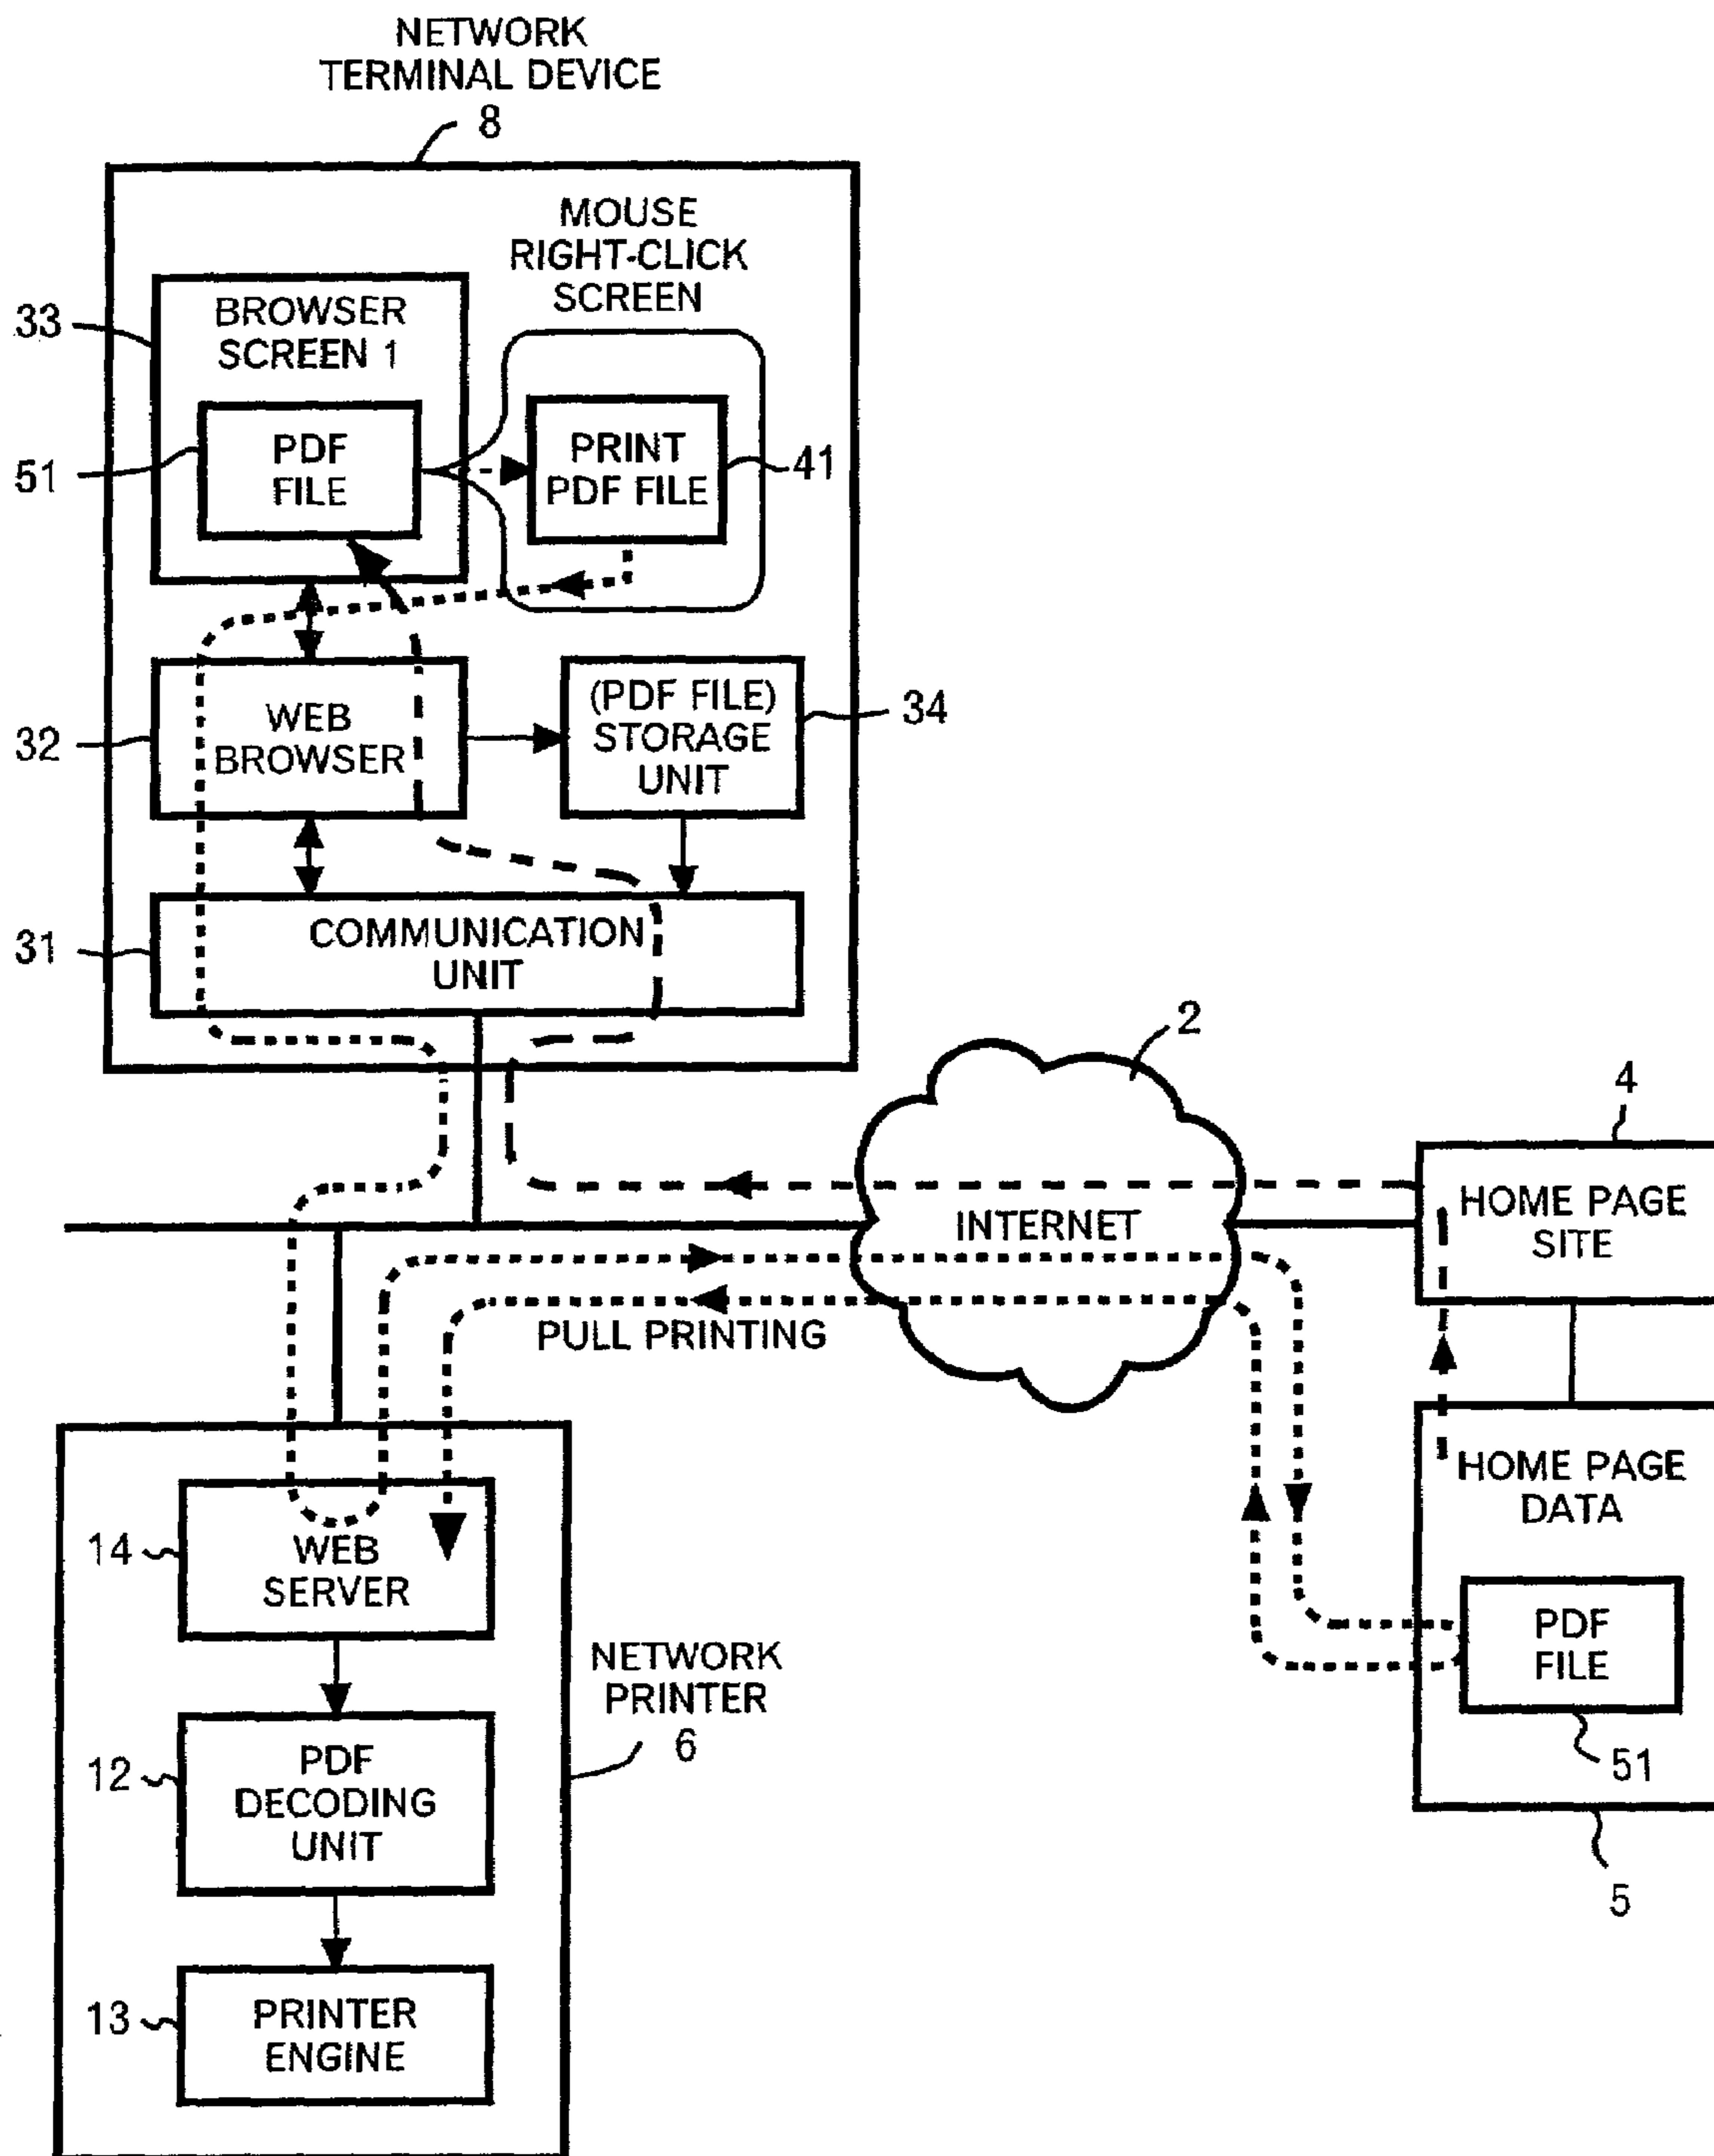 NETWORK
TERMINAL DEVICE
8
MOUSE
RIGHT-CLICK
SCREEN
33
BROWSER
SCREEN 1
51
PDF
FILE
PRINT
PDF FILE
41
32
WEB
BROWSER
(PDF FILE)
STORAGE
UNIT
34
31
COMMUNICATION
UNIT
2
4
INTERNET
HOME PAGE
SITE
PULL PRINTING
HOME PAGE
DATA
14
WEB
SERVER
PDF
FILE
51
5
NETWORK
PRINTER
6
12
PDF
DECODING
UNIT
13
PRINTER
ENGINE